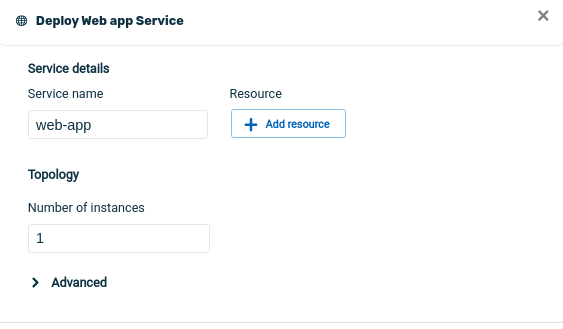 Deploy Web app Service
Service details
Service name
Resource
web-app
Add resource
Topology
Number of instances
1
Advanced